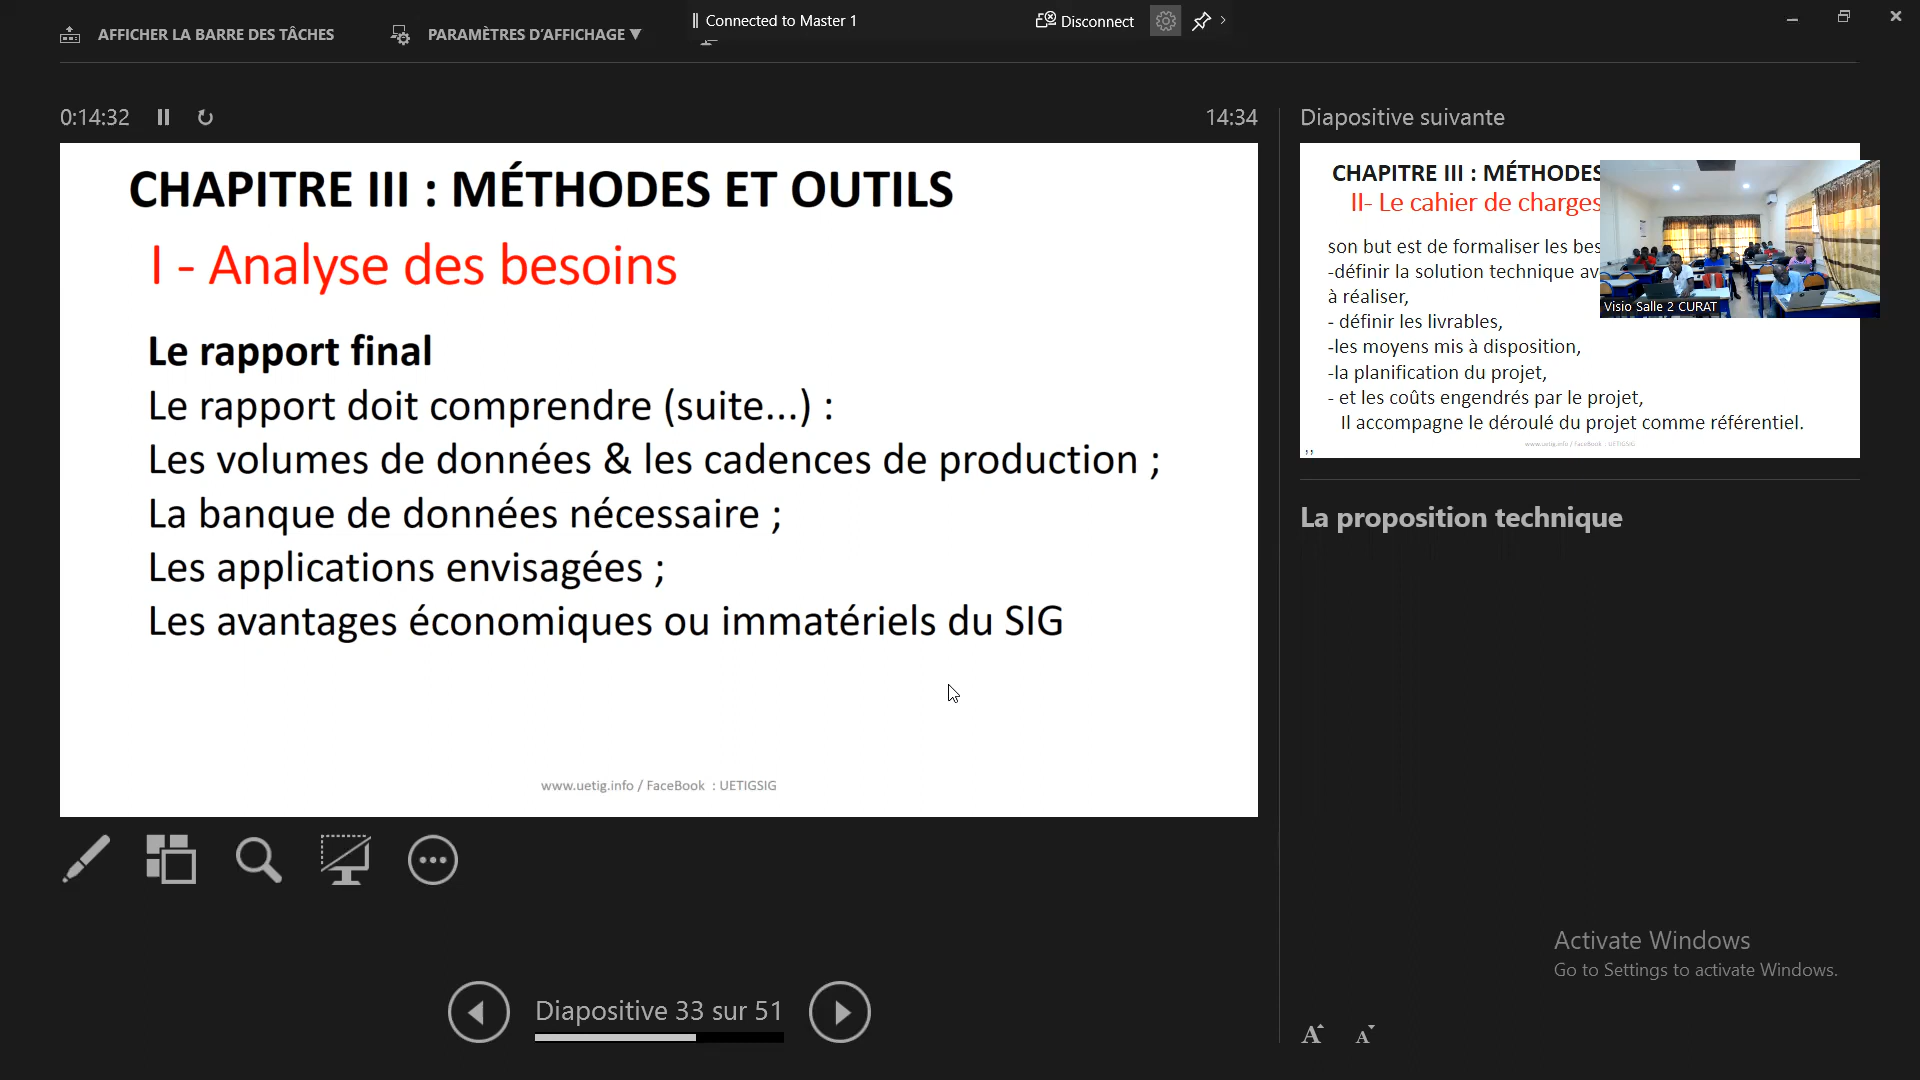 AFFICHER LA BARRE DES TÂCHES
PARAMÈTRES D'AFFICHAGE ▼
Connected to Master 1
Disconnect
0:14:32
14:34
CHAPITRE III : MÉTHODES ET OUTILS
I - Analyse des besoins
Le rapport final
Le rapport doit comprendre (suite...) :
Les volumes de données & les cadences de production ;
La banque de données nécessaire ;
Les applications envisagées ;
Les avantages économiques ou immatériels du SIG
www.uetig.info / FaceBook : UETIGSIG
Diapositive 33 sur 51
Diapositive suivante
CHAPITRE III : MÉTHODES
II- Le cahier de charges
son but est de formaliser les bes
-définir la solution technique av
à réaliser,
- définir les livrables,
-les moyens mis à disposition,
-la planification du projet,
- et les coûts engendrés par le projet,
Il accompagne le déroulé du projet comme référentiel.
www.uetig.info / FaceBook : UETIGSIG
,,
Visio Salle 2 CURAT
La proposition technique
Activate Windows
Go to Settings to activate Windows.
A A